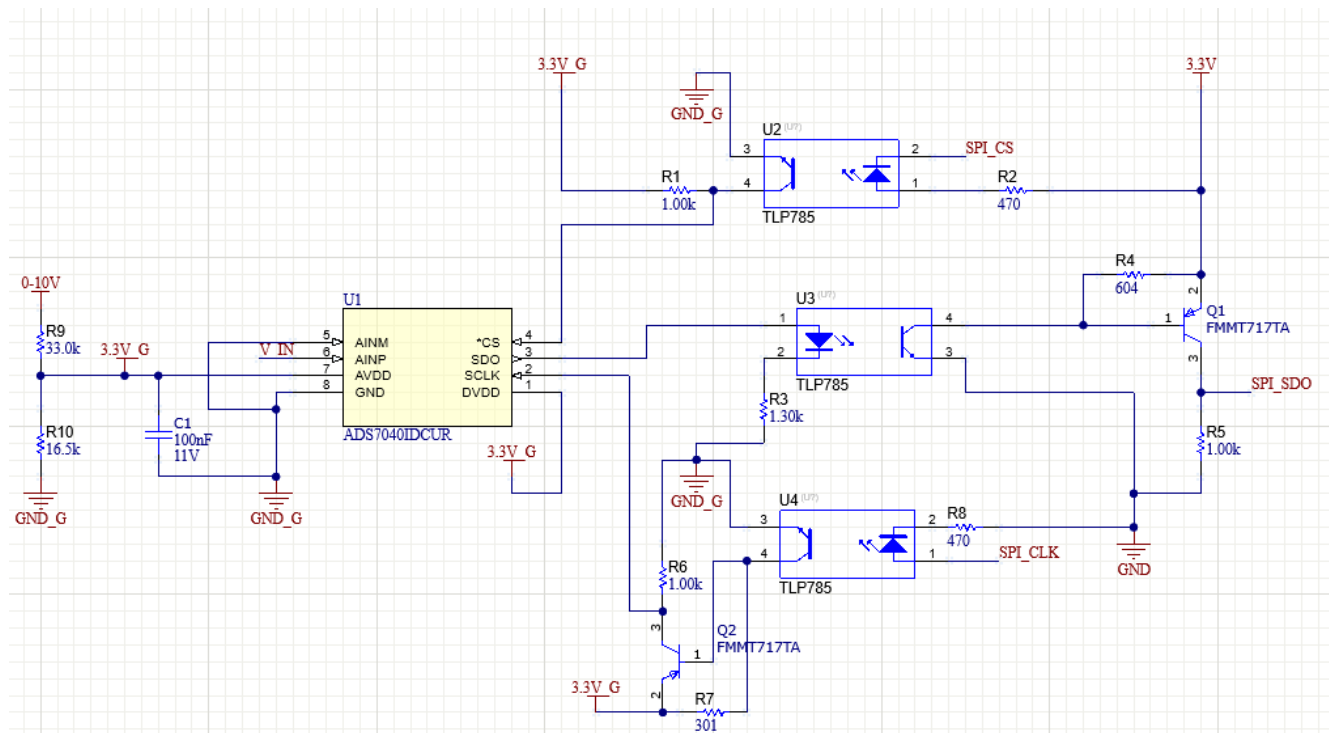 3.3V_G
3.3V
GND_G
U2 (U?)
3
2
SPI_CS
R1
4
1
R2
1.00k
470
TLP785
R4
604
0-10V
2
U1
U3 (U?)
Q1
FMMT717TA
1
4
1
R9
33.0k
3.3V_G
5
AINM
*CS
4
V_IN
6
AINP
SDO
3
2
3
3
7
AVDD
SCLK
2
TLP785
SPI_SDO
8
GND
DVDD
1
R3
1.30k
R10
16.5k
C1
100nF
11V
ADS7040IDCUR
R5
1.00k
3.3V_G
GND_G
GND_G
GND_G
U4 (U?)
3
2
R8
470
4
1
SPI_CLK
R6
1.00k
GND
TLP785
3
Q2
FMMT717TA
1
3.3V_G
2
R7
301